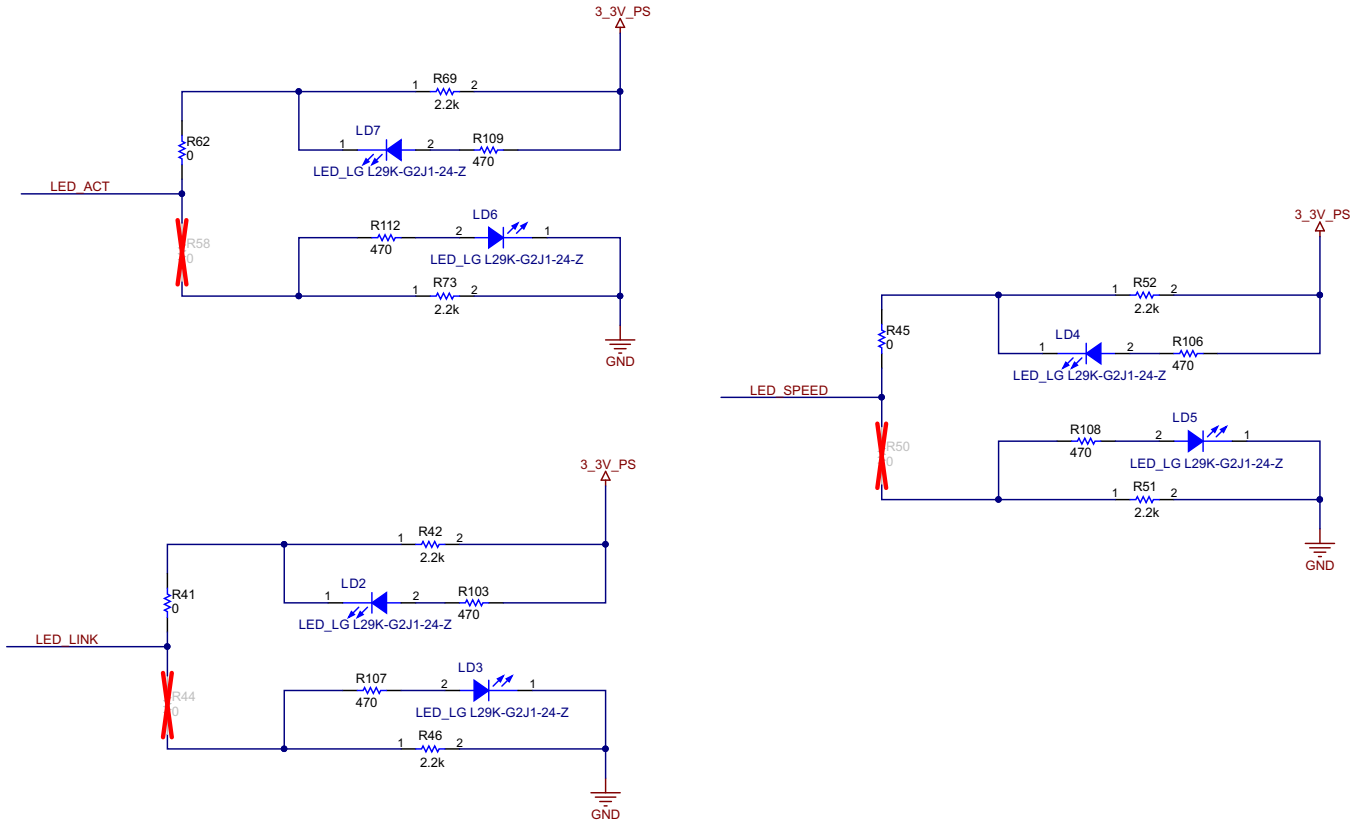 3_3V_PS
R69
1 2
2.2k
R62
0
LD7
1 2
R109
470
LED_LG L29K-G2J1-24-Z
LED_ACT
R58
0
R112
470
LD6
2 1
LED_LG L29K-G2J1-24-Z
R73
1 2
2.2k
GND
3_3V_PS
R52
1 2
2.2k
R45
0
LD4
1 2
R106
470
LED_LG L29K-G2J1-24-Z
LED_SPEED
R50
0
R108
470
LD5
2 1
LED_LG L29K-G2J1-24-Z
R51
1 2
2.2k
GND
3_3V_PS
R42
1 2
2.2k
R41
0
LD2
1 2
R103
470
LED_LG L29K-G2J1-24-Z
LED_LINK
R44
0
R107
470
LD3
2 1
LED_LG L29K-G2J1-24-Z
R46
1 2
2.2k
GND